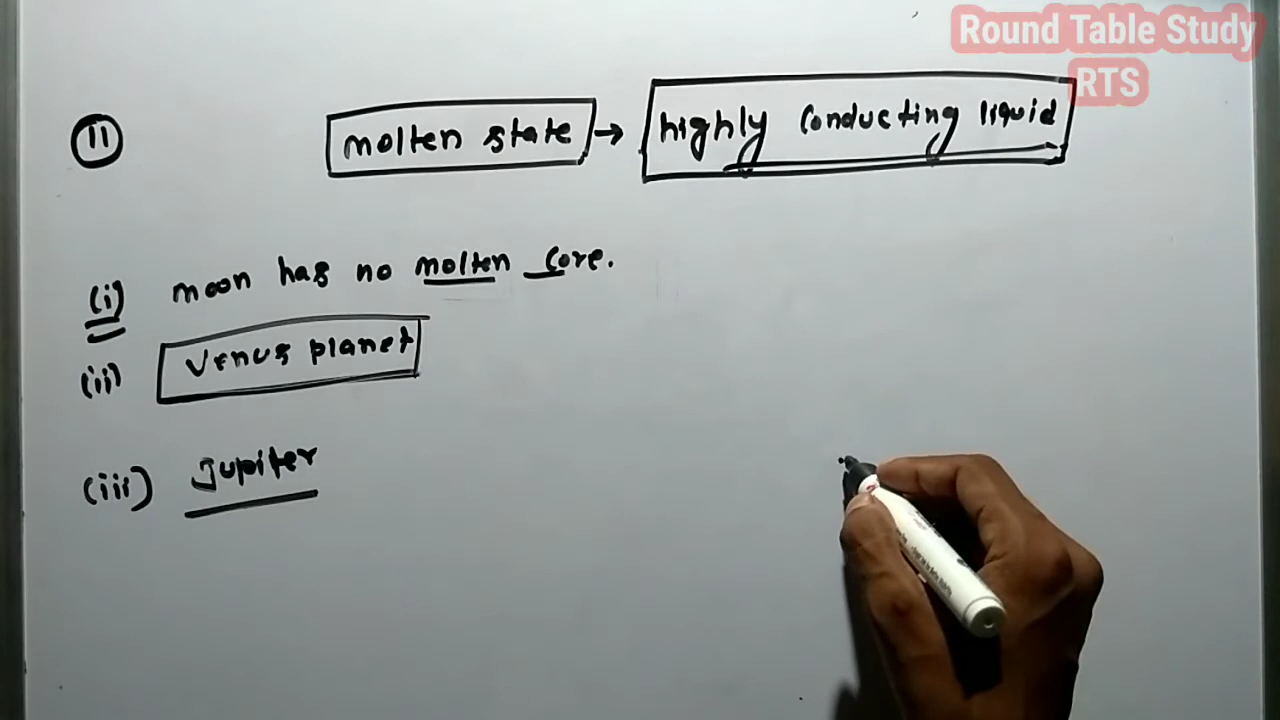 Round Table Study
RTS
11
molten state → highly conducting liquid
(i) moon has no molten core.
(ii) Venus planet
(iii) Jupiter